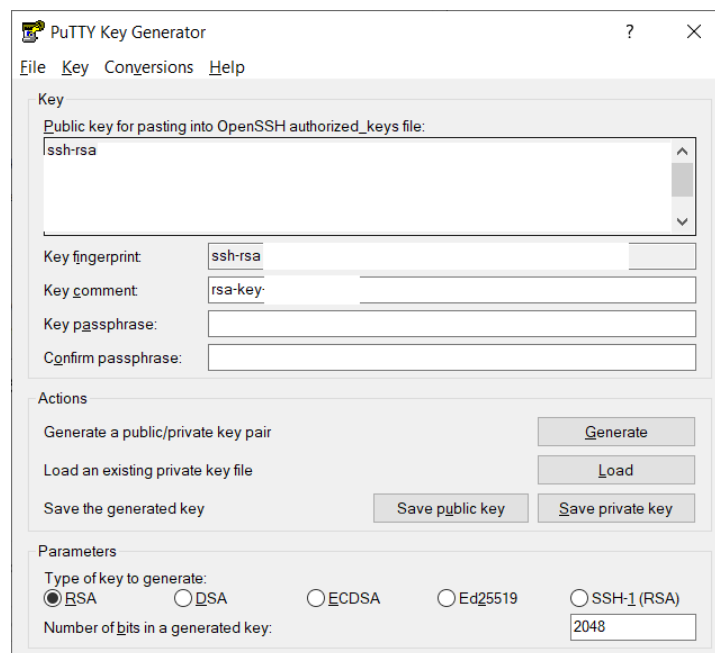 PuTTY Key Generator ?
File Key Conversions Help
Key
Public key for pasting into OpenSSH authorized_keys file:
ssh-rsa
Key fingerprint: ssh-rsa
Key comment: rsa-key-
Key passphrase:
Confirm passphrase:
Actions
Generate a public/private key pair Generate
Load an existing private key file Load
Save the generated key Save public key Save private key
Parameters
Type of key to generate:
RSA DSA ECDSA Ed25519 SSH-1 (RSA)
Number of bits in a generated key: 2048